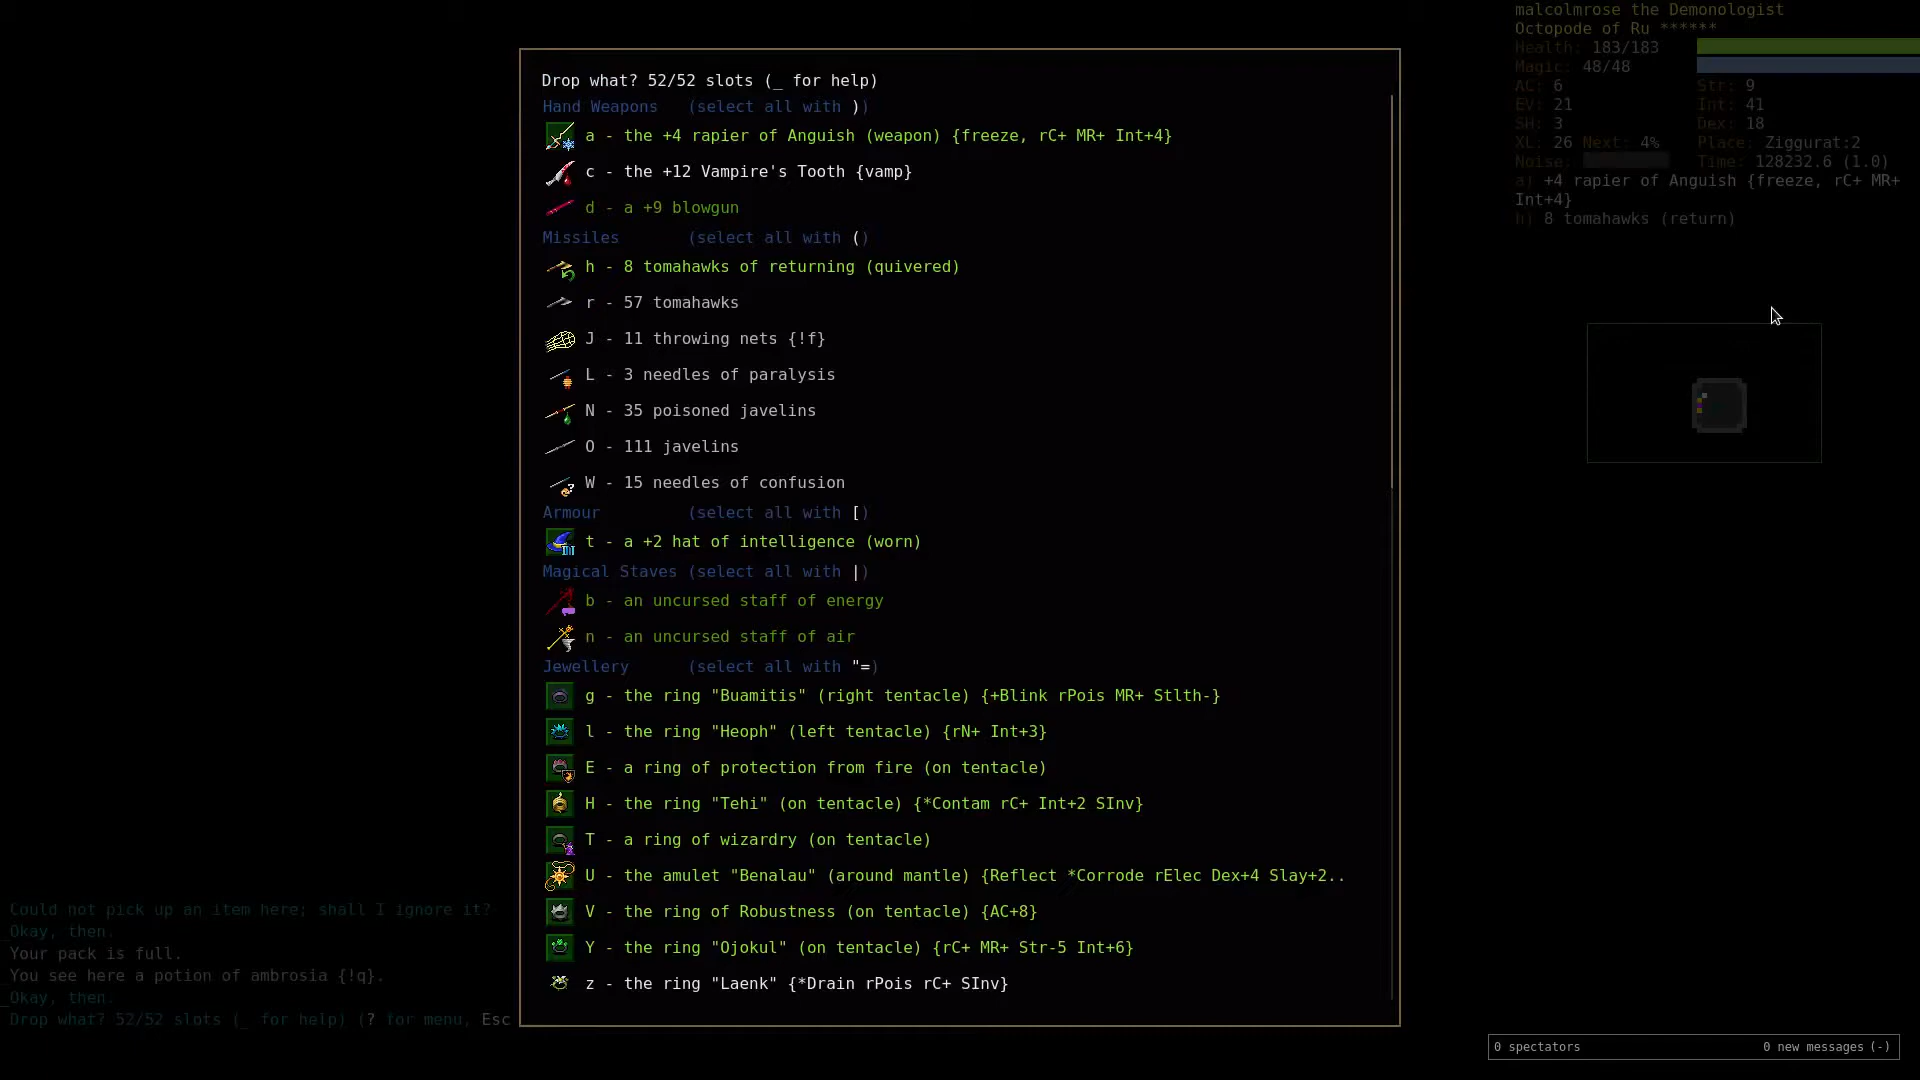 malcolmrose the Demonologist
Octopode of Ru ******
Health: 183/183
Magic: 48/48
AC: 6 Str: 9
EV: 21 Int: 41
SH: 3 Dex: 18
XL: 26 Next: 4% Place: Ziggurat:2
Noise: Time: 128232.6 (1.0)
a) +4 rapier of Anguish {freeze, rC+ MR+
Int+4}
h) 8 tomahawks (return)
Drop what? 52/52 slots (_ for help)
Hand Weapons (select all with ))
a - the +4 rapier of Anguish (weapon) {freeze, rC+ MR+ Int+4}
c - the +12 Vampire's Tooth {vamp}
d - a +9 blowgun
Missiles (select all with ()
h - 8 tomahawks of returning (quivered)
r - 57 tomahawks
J - 11 throwing nets {!f}
L - 3 needles of paralysis
N - 35 poisoned javelins
O - 111 javelins
W - 15 needles of confusion
Armour (select all with [)
t - a +2 hat of intelligence (worn)
Magical Staves (select all with |)
b - an uncursed staff of energy
n - an uncursed staff of air
Jewellery (select all with "=)
g - the ring "Buamitis" (right tentacle) {+Blink rPois MR+ Stlth-}
l - the ring "Heoph" (left tentacle) {rN+ Int+3}
E - a ring of protection from fire (on tentacle)
H - the ring "Tehi" (on tentacle) {*Contam rC+ Int+2 SInv}
T - a ring of wizardry (on tentacle)
U - the amulet "Benalau" (around mantle) {Reflect *Corrode rElec Dex+4 Slay+2..
V - the ring of Robustness (on tentacle) {AC+8}
Y - the ring "Ojokul" (on tentacle) {rC+ MR+ Str-5 Int+6}
z - the ring "Laenk" {*Drain rPois rC+ SInv}
Could not pick up an item here; shall I ignore it?
_Okay, then.
Your pack is full.
You see here a potion of ambrosia {!q}.
_Okay, then.
Drop what? 52/52 slots (_ for help) (? for menu, Esc
0 spectators 0 new messages (-)